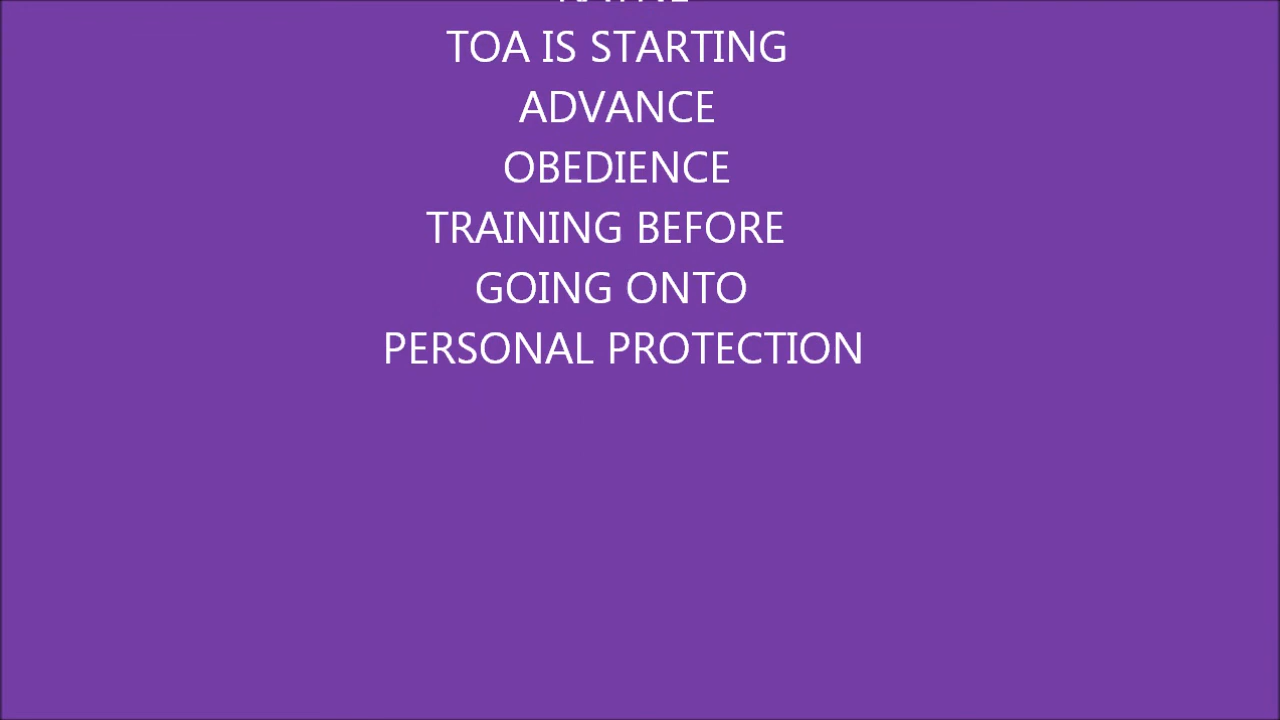 TOA IS STARTING
ADVANCE
OBEDIENCE
TRAINING BEFORE
GOING ONTO
PERSONAL PROTECTION